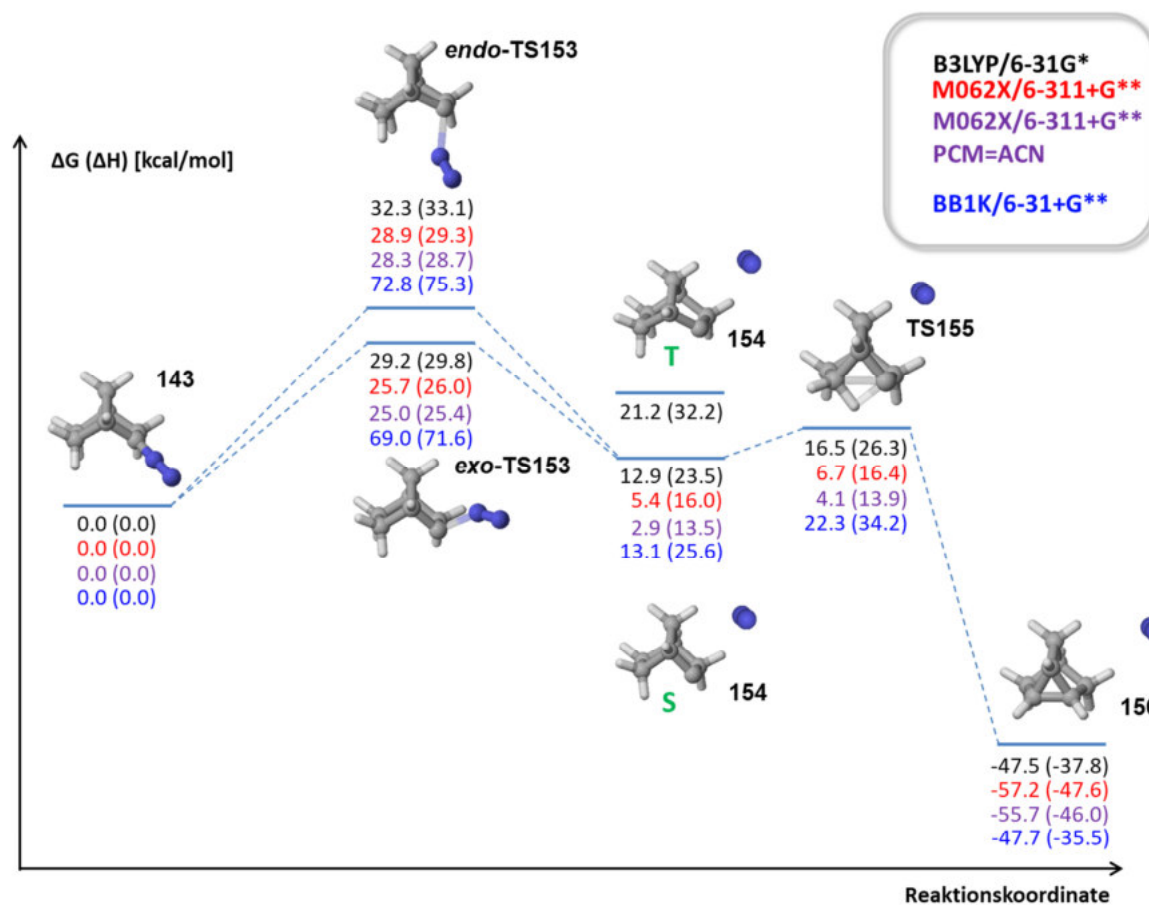 endo-TS153
B3LYP/6-31G*
M062X/6-311+G**
M062X/6-311+G**
PCM=ACN
BB1K/6-31+G**
ΔG (ΔH) [kcal/mol]
32.3 (33.1)
28.9 (29.3)
28.3 (28.7)
72.8 (75.3)
143
29.2 (29.8)
25.7 (26.0)
25.0 (25.4)
69.0 (71.6)
exo-TS153
0.0 (0.0)
0.0 (0.0)
0.0 (0.0)
0.0 (0.0)
154
T
21.2 (32.2)
12.9 (23.5)
5.4 (16.0)
2.9 (13.5)
13.1 (25.6)
S
154
TS155
16.5 (26.3)
6.7 (16.4)
4.1 (13.9)
22.3 (34.2)
-47.5 (-37.8)
-57.2 (-47.6)
-55.7 (-46.0)
-47.7 (-35.5)
Reaktionskoordinate